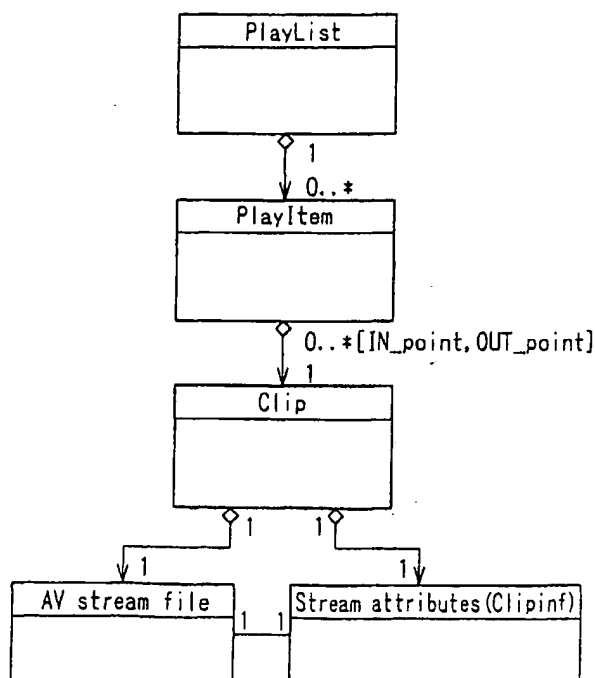 PlayList
1
0..*
PlayItem
0..*[IN_point,OUT_point]
1
Clip
1 1
1 1
AV stream file Stream attributes(Clipinf)
1 1